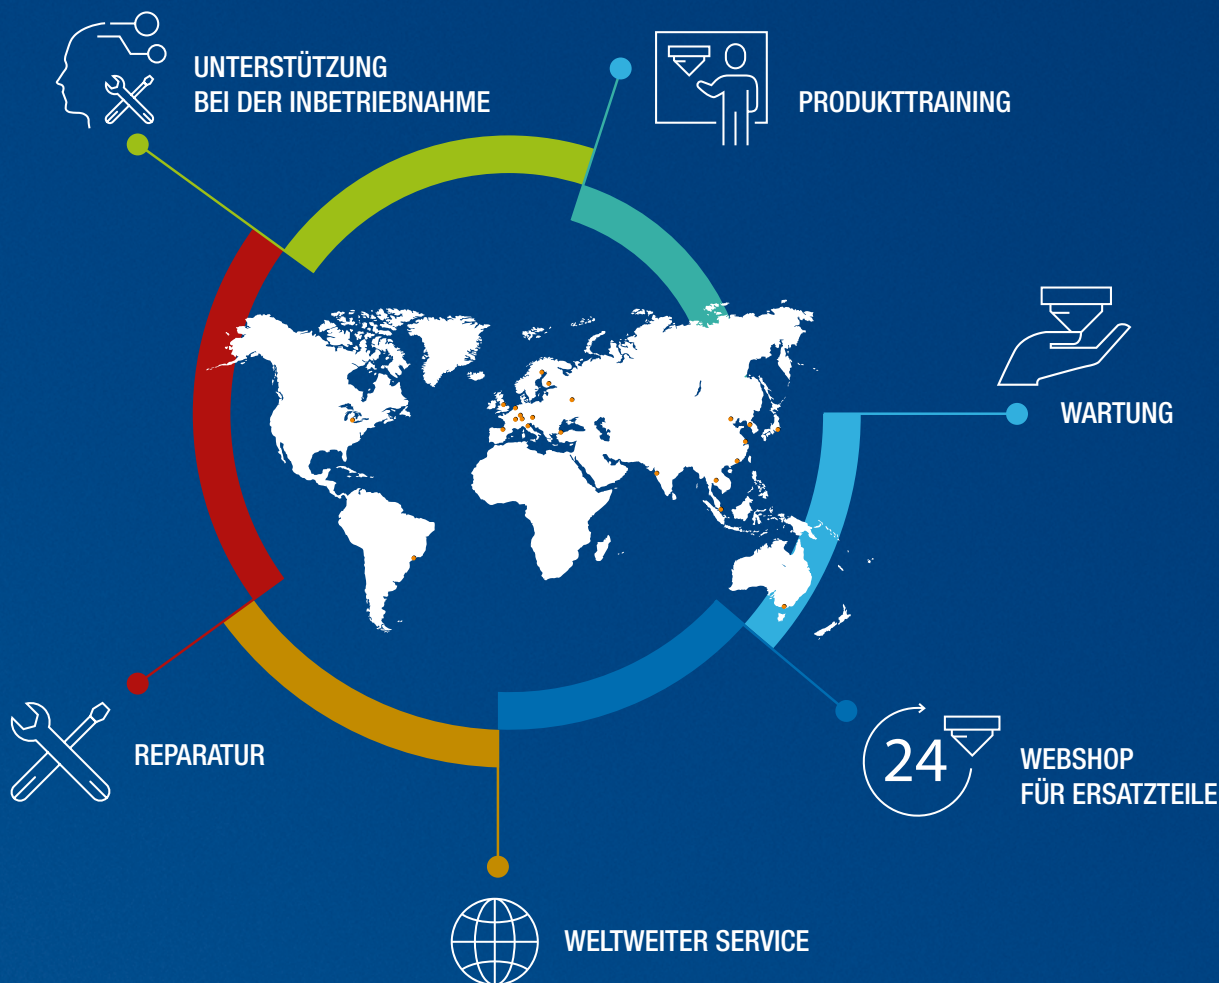 UNTERSTÜTZUNG
BEI DER INBETRIEBNAHME
PRODUKTTRAINING
WARTUNG
REPARATUR
24
WEBSHOP
FÜR ERSATZTEILE
WELTWEITER SERVICE